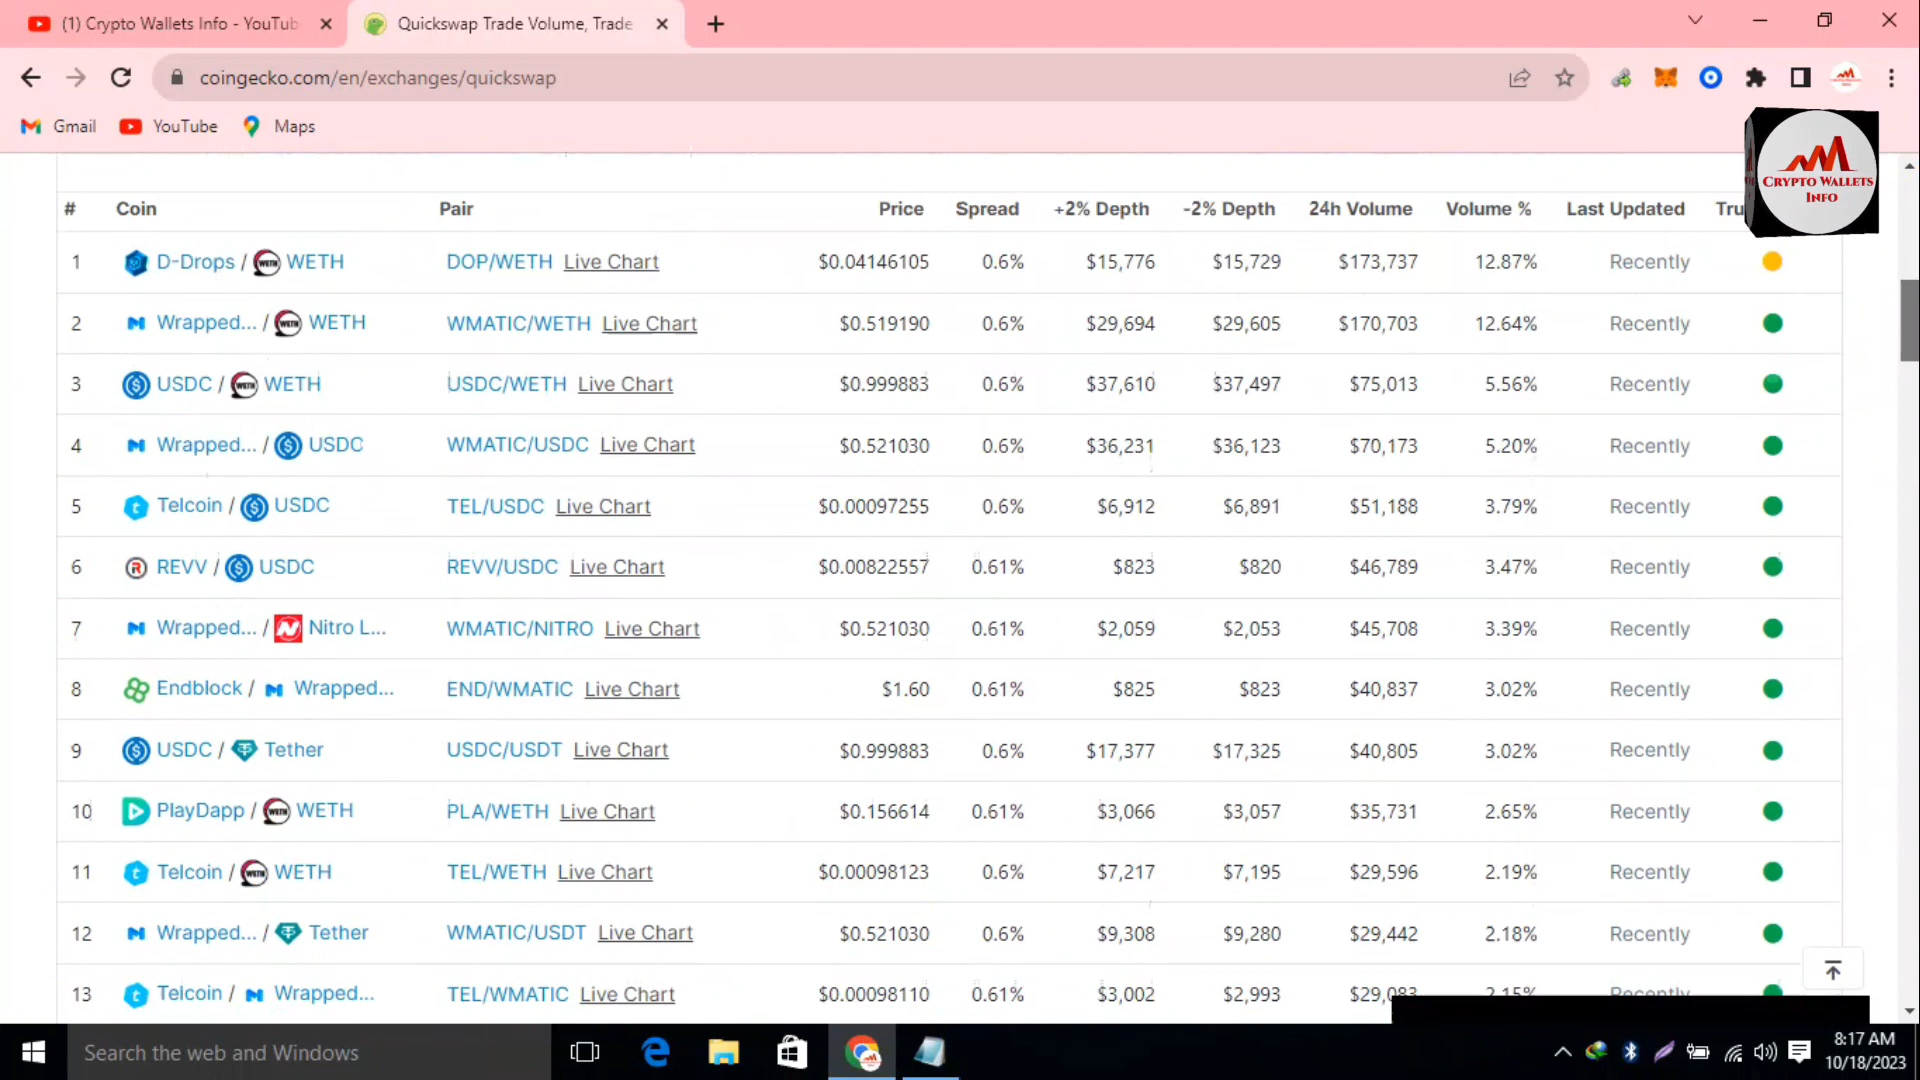 (1) Crypto Wallets Info - YouTub
Quickswap Trade Volume, Trade
coingecko.com/en/exchanges/quickswap
Gmail YouTube Maps
CRYPTO WALLETS
INFO
# Coin Pair Price Spread +2% Depth -2% Depth 24h Volume Volume % Last Updated Tru
1 D-Drops / WETH DOP/WETH Live Chart $0.04146105 0.6% $15,776 $15,729 $173,737 12.87% Recently
2 Wrapped... / WETH WMATIC/WETH Live Chart $0.519190 0.6% $29,694 $29,605 $170,703 12.64% Recently
3 USDC / WETH USDC/WETH Live Chart $0.999883 0.6% $37,610 $37,497 $75,013 5.56% Recently
4 Wrapped... / USDC WMATIC/USDC Live Chart $0.521030 0.6% $36,231 $36,123 $70,173 5.20% Recently
5 Telcoin / USDC TEL/USDC Live Chart $0.00097255 0.6% $6,912 $6,891 $51,188 3.79% Recently
6 REVV / USDC REVV/USDC Live Chart $0.00822557 0.61% $823 $820 $46,789 3.47% Recently
7 Wrapped... / Nitro L... WMATIC/NITRO Live Chart $0.521030 0.61% $2,059 $2,053 $45,708 3.39% Recently
8 Endblock / Wrapped... END/WMATIC Live Chart $1.60 0.61% $825 $823 $40,837 3.02% Recently
9 USDC / Tether USDC/USDT Live Chart $0.999883 0.6% $17,377 $17,325 $40,805 3.02% Recently
10 PlayDapp / WETH PLA/WETH Live Chart $0.156614 0.61% $3,066 $3,057 $35,731 2.65% Recently
11 Telcoin / WETH TEL/WETH Live Chart $0.00098123 0.6% $7,217 $7,195 $29,596 2.19% Recently
12 Wrapped... / Tether WMATIC/USDT Live Chart $0.521030 0.6% $9,308 $9,280 $29,442 2.18% Recently
13 Telcoin / Wrapped... TEL/WMATIC Live Chart $0.00098110 0.61% $3,002 $2,993 $29,083 2.15% Recently
Search the web and Windows
8:17 AM
10/18/2023